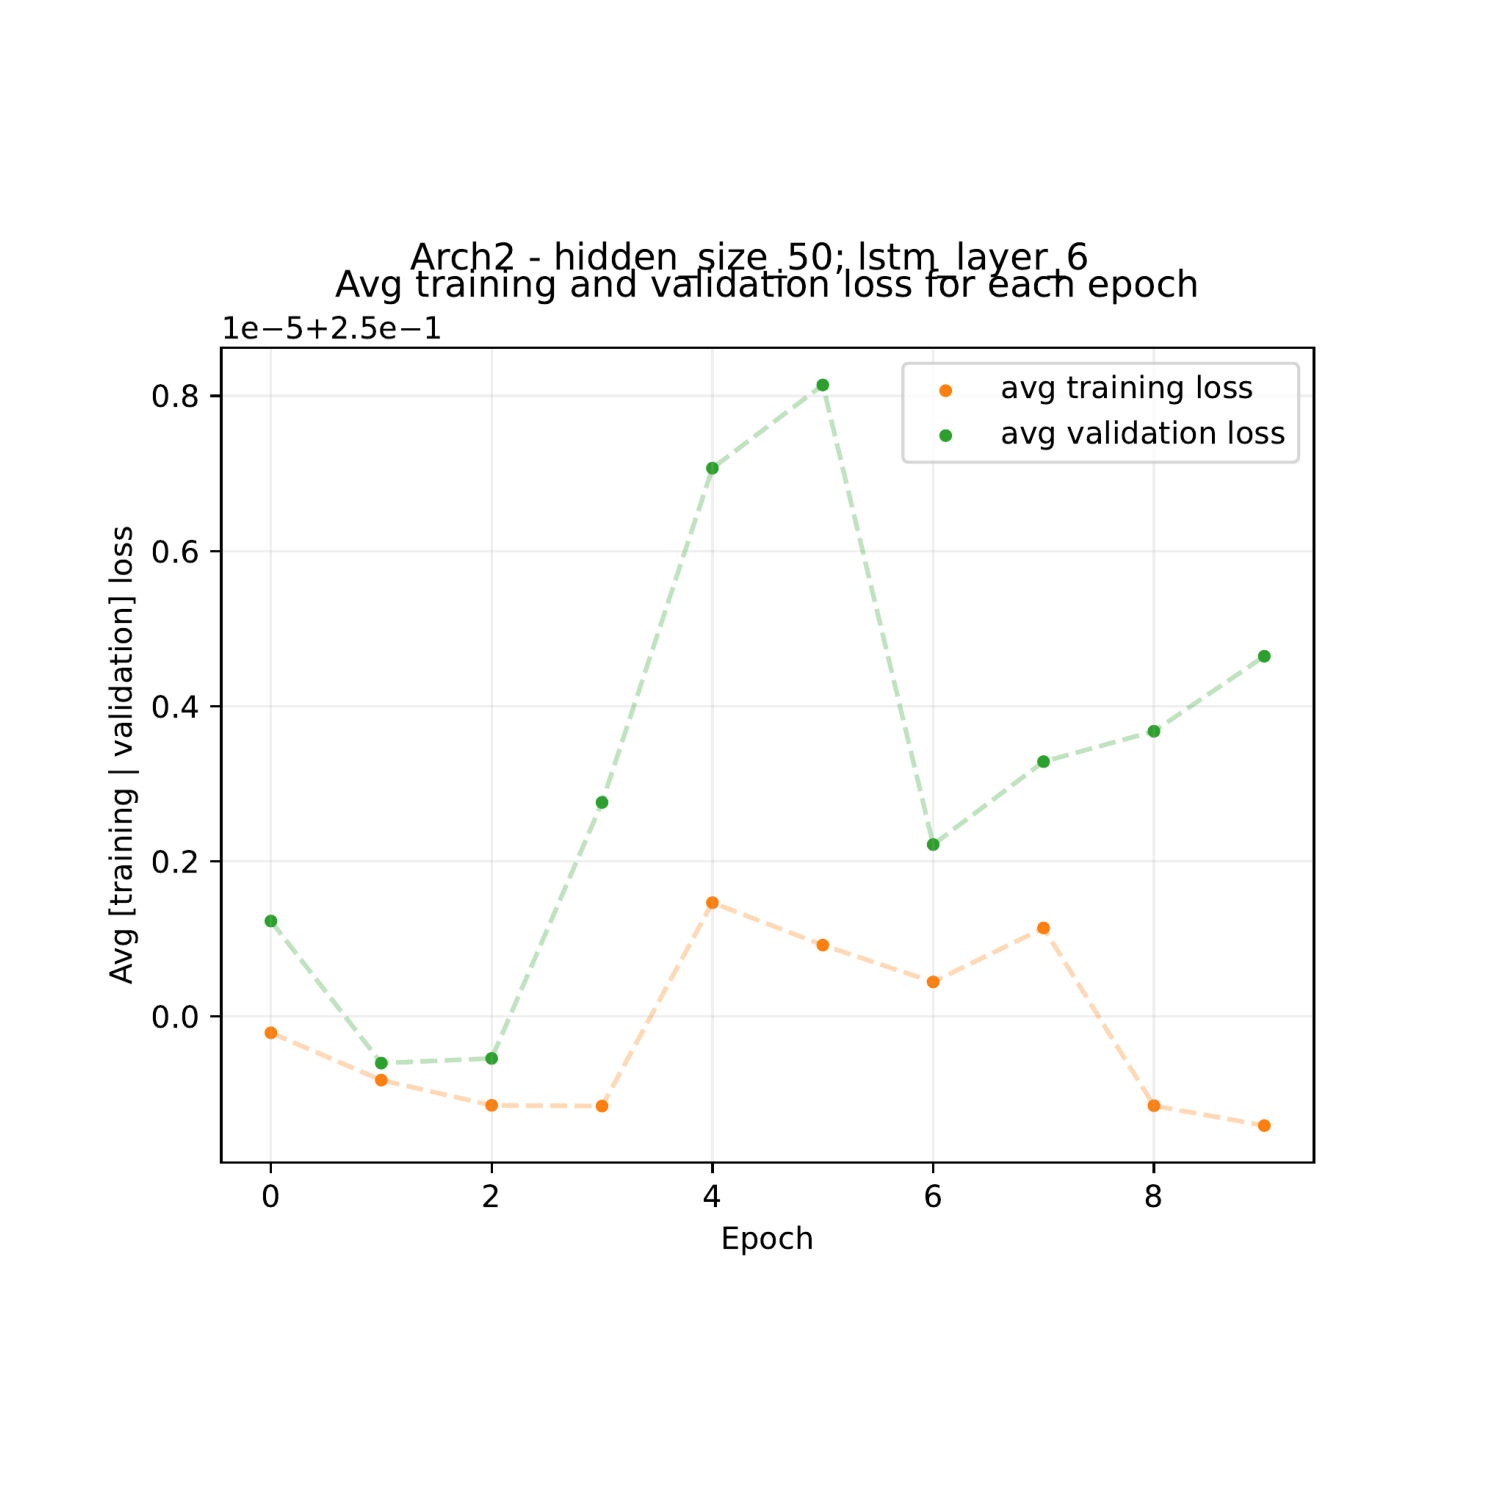 Arch2 - hidden_size_50; lstm_layer_6
Avg training and validation loss for each epoch
1e−5+2.5e−1
avg training loss
avg validation loss
0.8
0.6
0.4
0.2
0.0
Avg [training | validation] loss
0 2 4 6 8
Epoch